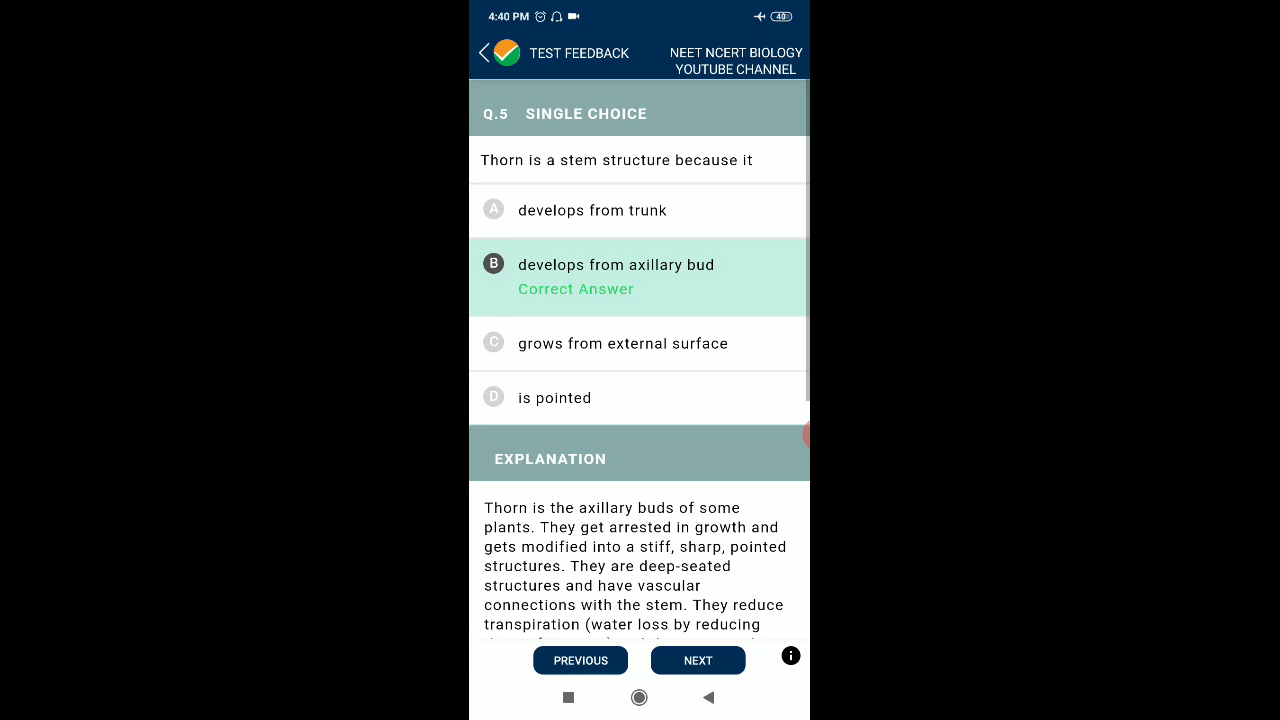 4:40 PM 40
TEST FEEDBACK
NEET NCERT BIOLOGY
YOUTUBE CHANNEL
Q.5 SINGLE CHOICE
Thorn is a stem structure because it
A develops from trunk
B develops from axillary bud
Correct Answer
C grows from external surface
D is pointed
EXPLANATION
Thorn is the axillary buds of some
plants. They get arrested in growth and
gets modified into a stiff, sharp, pointed
structures. They are deep-seated
structures and have vascular
connections with the stem. They reduce
transpiration (water loss by reducing
PREVIOUS NEXT